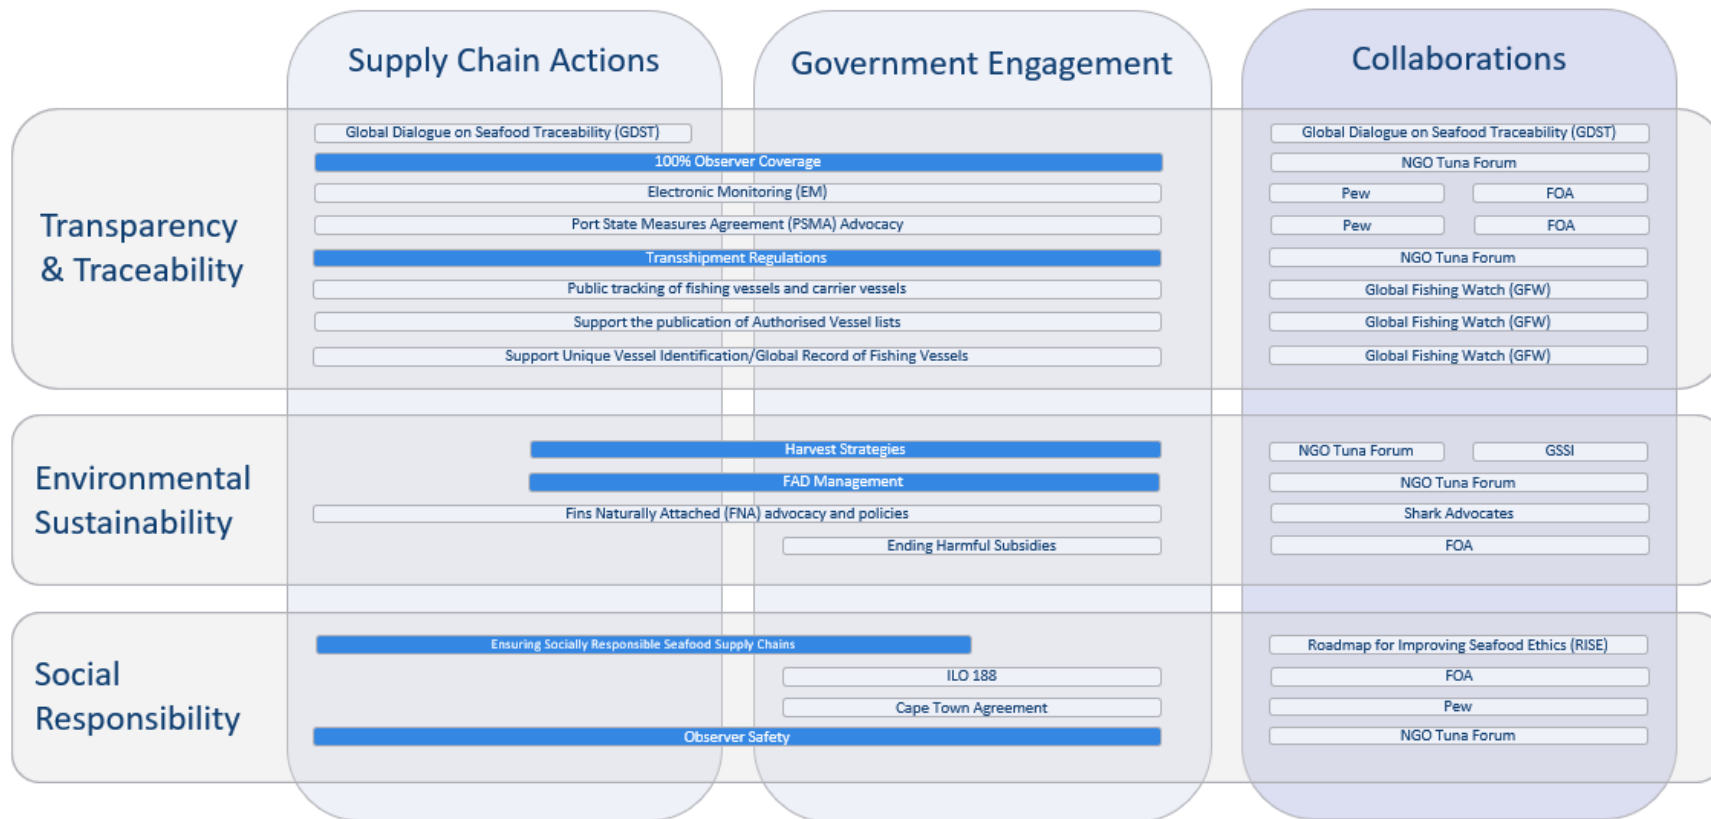 Supply Chain Actions
Government Engagement
Collaborations
Transparency
& Traceability
Global Dialogue on Seafood Traceability (GDST)
Global Dialogue on Seafood Traceability (GDST)
100% Observer Coverage
NGO Tuna Forum
Electronic Monitoring (EM)
Pew
FOA
Port State Measures Agreement (PSMA) Advocacy
Pew
FOA
Transshipment Regulations
NGO Tuna Forum
Public tracking of fishing vessels and carrier vessels
Global Fishing Watch (GFW)
Support the publication of Authorised Vessel lists
Global Fishing Watch (GFW)
Support Unique Vessel Identification/Global Record of Fishing Vessels
Global Fishing Watch (GFW)
Environmental
Sustainability
Harvest Strategies
NGO Tuna Forum
GSSI
FAD Management
NGO Tuna Forum
Fins Naturally Attached (FNA) advocacy and policies
Shark Advocates
Ending Harmful Subsidies
FOA
Social
Responsibility
Ensuring Socially Responsible Seafood Supply Chains
Roadmap for Improving Seafood Ethics (RISE)
ILO 188
FOA
Cape Town Agreement
Pew
Observer Safety
NGO Tuna Forum